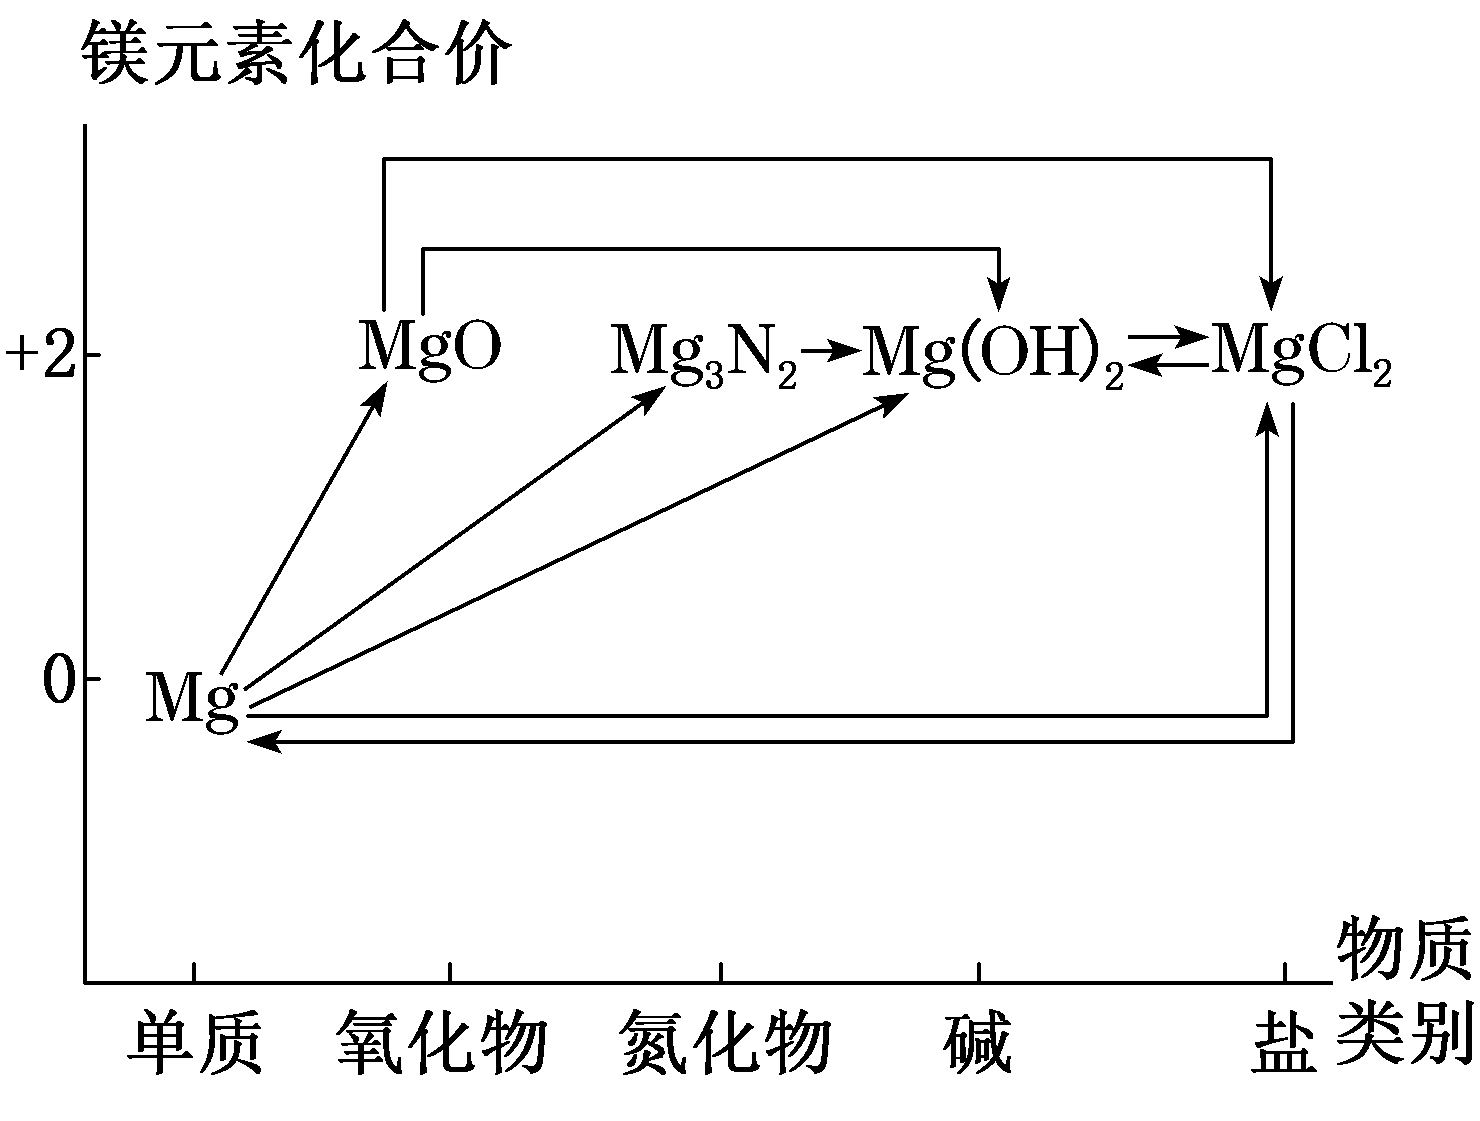 镁元素化合价
+2
MgO Mg₃N₂ Mg(OH)₂ MgCl₂
0
Mg
单质 氧化物 氮化物 碱 盐
物质
类别